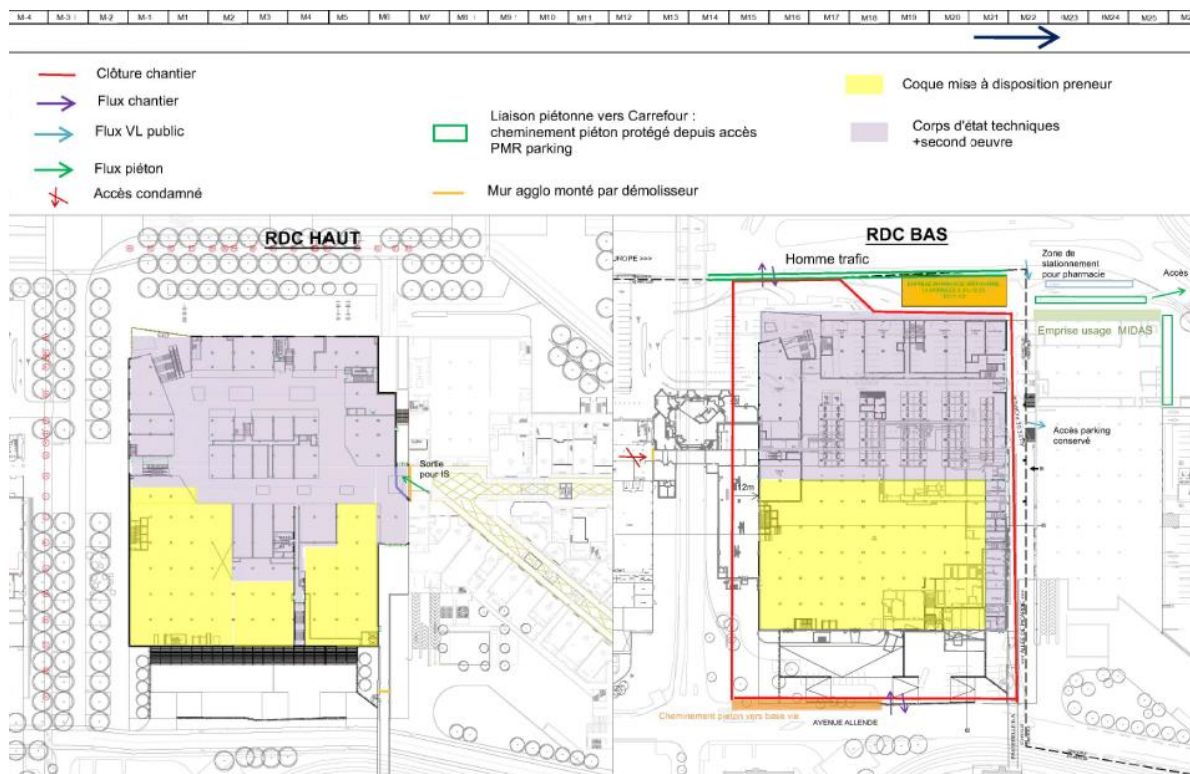 M-4 M-3 M-2 M-1 M1 M2 M3 M4 M5 M6 M7 M8 M9 M10 M11 M12 M13 M14 M15 M16 M17 M18 M19 M20 M21 M22 M23 M24 M25
Clôture chantier
Flux chantier
Flux VL public
Flux piéton
Accès condamné
Liaison piétonne vers Carrefour :
cheminement piéton protégé depuis accès
PMR parking
Mur agglo monté par démolisseur
Coque mise à disposition preneur
Corps d'état techniques
+second oeuvre
RDC HAUT
Sortie
pour IS
RDC BAS
Homme trafic
Zone de
stationnement
pour pharmacie
Accès
Emprise usage MIDAS
Accès parking
conservé
12m
Cheminement piéton vers base vie
AVENUE ALLENDE